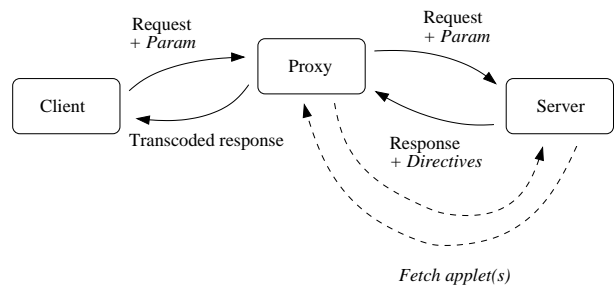 Request
+ Param
Request
+ Param
Proxy
Client
Server
Transcoded response
Response
+ Directives
Fetch applet(s)